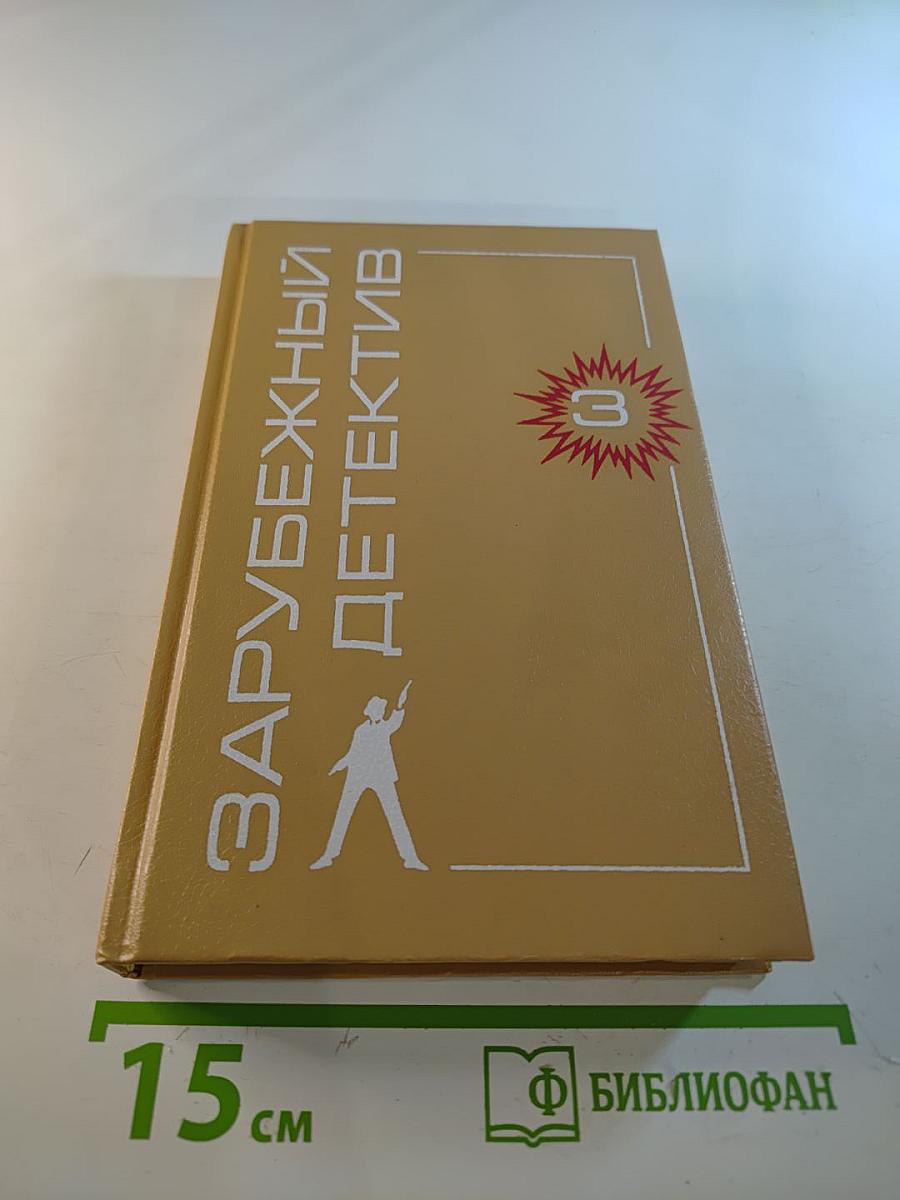 ЗАРУБЕЖНЫЙ
ДЕТЕКТИВ
3
15 см
Ф БИБЛИОФАН